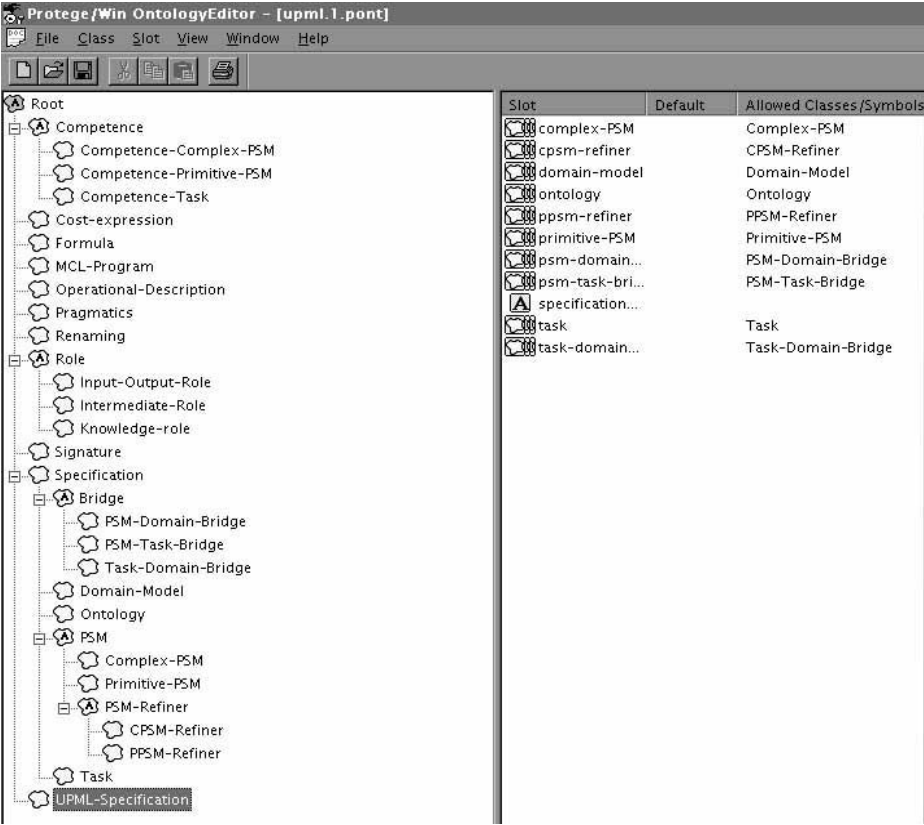 Protege/Win OntologyEditor - [upml.1.pont]
File Class Slot View Window Help
A Root
A Competence
Competence-Complex-PSM
Competence-Primitive-PSM
Competence-Task
Cost-expression
Formula
MCL-Program
Operational-Description
Pragmatics
Renaming
A Role
Input-Output-Role
Intermediate-Role
Knowledge-role
Signature
Specification
A Bridge
PSM-Domain-Bridge
PSM-Task-Bridge
Task-Domain-Bridge
Domain-Model
Ontology
A PSM
Complex-PSM
Primitive-PSM
A PSM-Refiner
CPSM-Refiner
PPSM-Refiner
Task
UPML-Specification
Slot Default Allowed Classes/Symbols
complex-PSM Complex-PSM
cpsm-refiner CPSM-Refiner
domain-model Domain-Model
ontology Ontology
ppsm-refiner PPSM-Refiner
primitive-PSM Primitive-PSM
psm-domain... PSM-Domain-Bridge
psm-task-bri... PSM-Task-Bridge
A specification...
task Task
task-domain... Task-Domain-Bridge